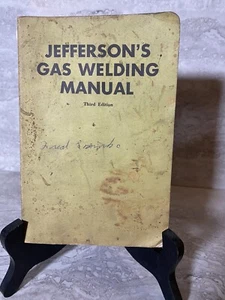 JEFFERSON'S
GAS WELDING
MANUAL
Third Edition